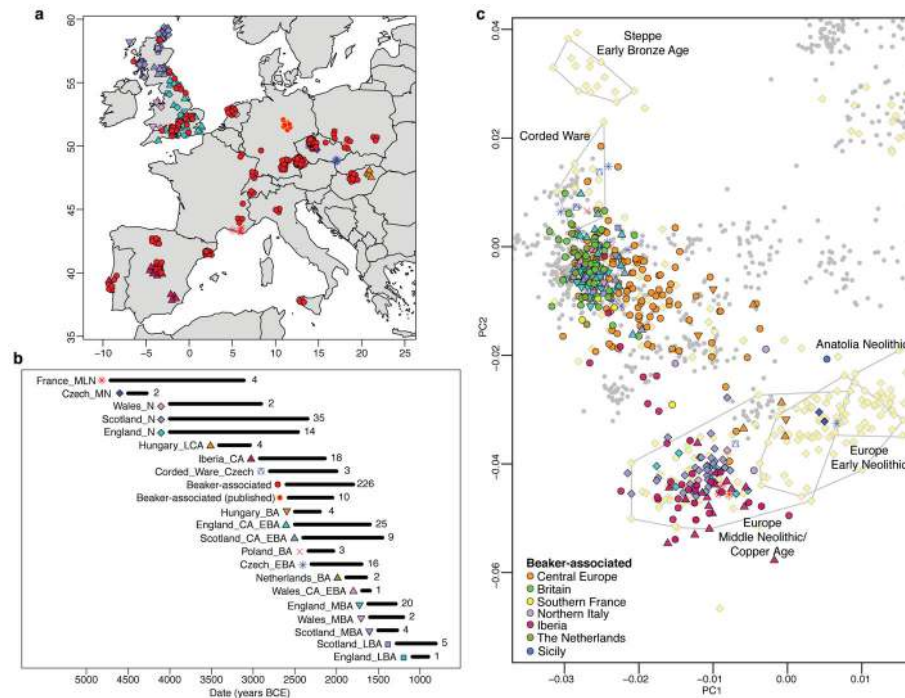 a
60
55
50
45
40
35
−10 −5 0 5 10 15 20 25
b
France_MLN 4
Czech_MN 2
Wales_N 2
Scotland_N 35
England_N 14
Hungary_LCA 4
Iberia_CA 18
Corded_Ware_Czech 3
Beaker-associated 226
Beaker-associated (published) 10
Hungary_BA 4
England_CA_EBA 25
Scotland_CA_EBA 9
Poland_BA 3
Czech_EBA 16
Netherlands_BA 2
Wales_CA_EBA 1
England_MBA 20
Wales_MBA 2
Scotland_MBA 4
Scotland_LBA 5
England_LBA 1
5000 4000 3000 2000 1000
Date (years BCE)
c
0.04
0.02
0.00
−0.02
−0.04
−0.06
PC2
Steppe
Early Bronze Age
Corded Ware
Anatolia Neolithic
Europe
Early Neolithic
Europe
Middle Neolithic/
Copper Age
Beaker-associated
Central Europe
Britain
Southern France
Northern Italy
Iberia
The Netherlands
Sicily
−0.03 −0.02 −0.01 0.00 0.01
PC1